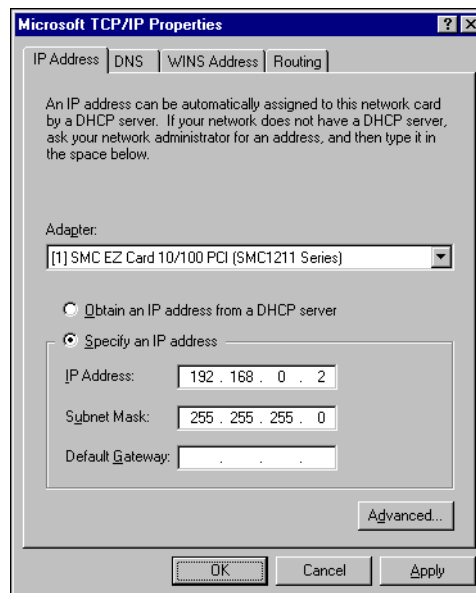 Microsoft TCP/IP Properties
IP Address DNS WINS Address Routing
An IP address can be automatically assigned to this network card
by a DHCP server. If your network does not have a DHCP server,
ask your network administrator for an address, and then type it in
the space below.
Adapter:
[1] SMC EZ Card 10/100 PCI (SMC1211 Series)
Obtain an IP address from a DHCP server
Specify an IP address
IP Address: 192 . 168 . 0 . 2
Subnet Mask: 255 . 255 . 255 . 0
Default Gateway: . . .
Advanced...
OK Cancel Apply